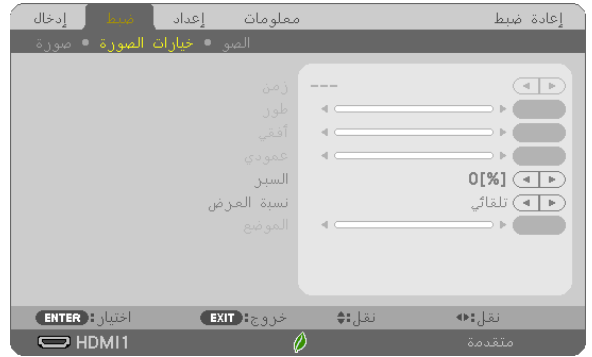 إدخال ضبط إعداد معلومات إعادة ضبط
صورة • خيارات الصورة • الصو
زمن ---
طور
أفقي
عمودي
السبر 0[%]
نسبة العرض تلقائي
الموضع
ENTER: اختيار EXIT: خروج نقل: نقل:
HDMI1 متقدمة